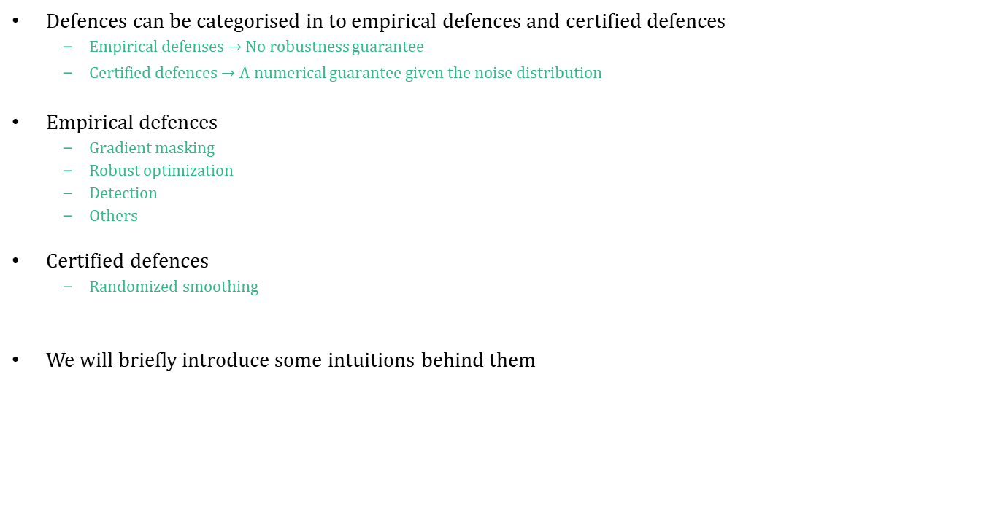 • Defences can be categorised in to empirical defences and certified defences
– Empirical defenses → No robustness guarantee
– Certified defences → A numerical guarantee given the noise distribution
• Empirical defences
– Gradient masking
– Robust optimization
– Detection
– Others
• Certified defences
– Randomized smoothing
• We will briefly introduce some intuitions behind them